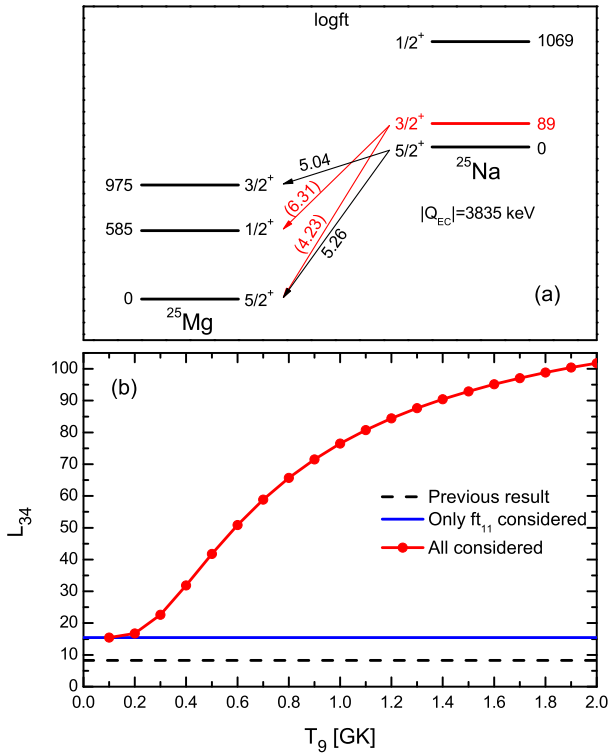 logft
1/2⁺ 1069
3/2⁺ 89
5/2⁺ 0
²⁵Na
975 3/2⁺
5.04
(6.31)
585 1/2⁺
(4.23)
5.26
|Q_EC|=3835 keV
0 5/2⁺
²⁵Mg
(a)
(b)
100
90
80
70
60
50
40
30
20
10
0
L₃₄
Previous result
Only ft₁₁ considered
All considered
0.0 0.2 0.4 0.6 0.8 1.0 1.2 1.4 1.6 1.8 2.0
T₉ [GK]